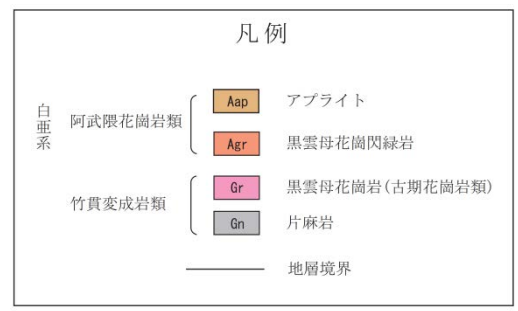 凡例
白亜系
阿武隈花崗岩類
Aap アプライト
Agr 黒雲母花崗閃緑岩
竹貫変成岩類
Gr 黒雲母花崗岩(古期花崗岩類)
Gn 片麻岩
地層境界